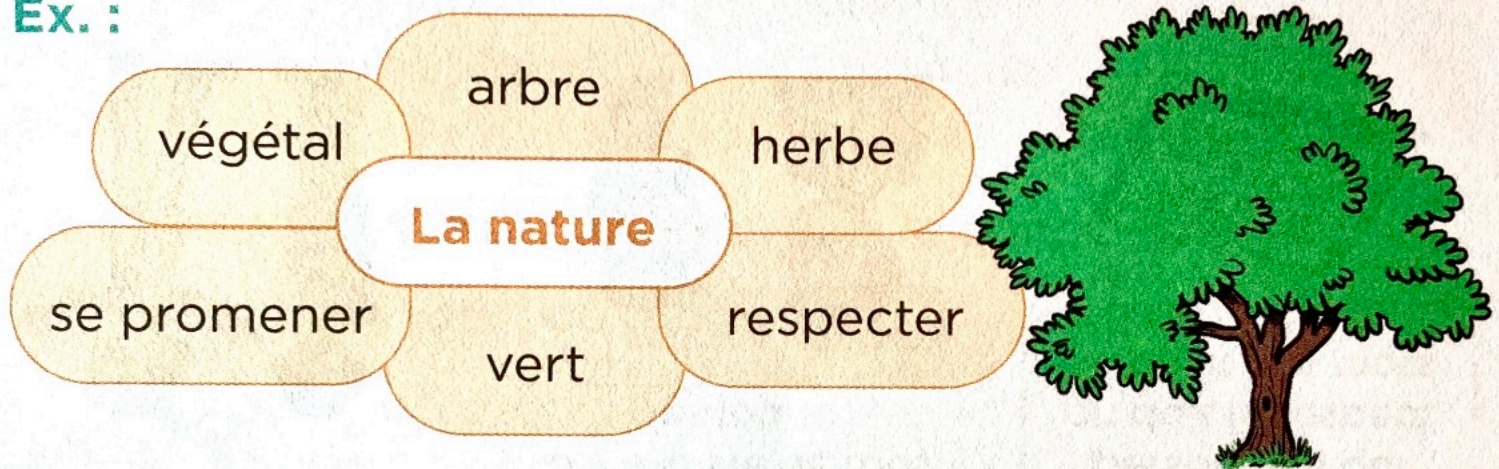 Ex. :
arbre
végétal
herbe
La nature
se promener
respecter
vert